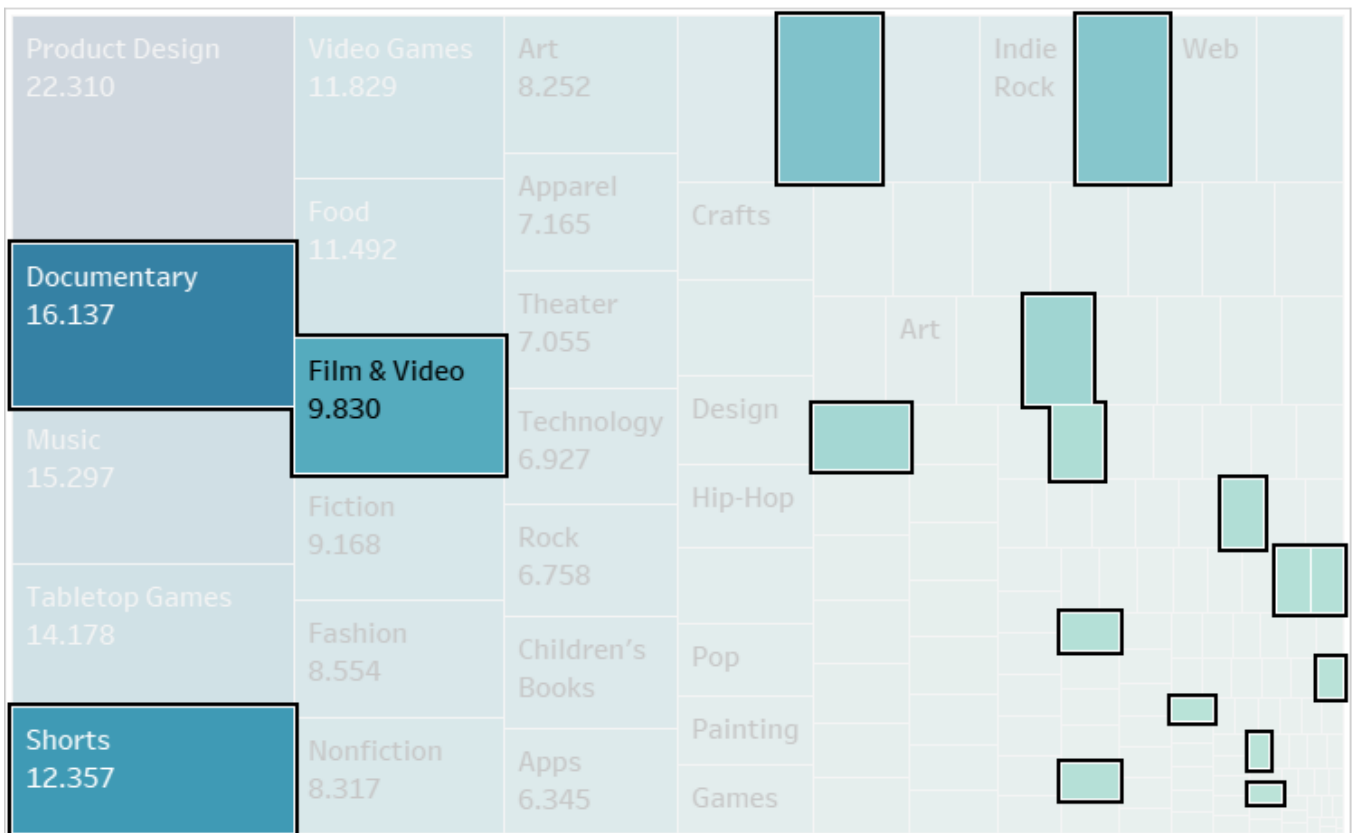 Product Design
22.310
Documentary
16.137
Music
15.297
Tabletop Games
14.178
Shorts
12.357
Video Games
11.829
Food
11.492
Film & Video
9.830
Fiction
9.168
Fashion
8.554
Nonfiction
8.317
Art
8.252
Apparel
7.165
Theater
7.055
Technology
6.927
Rock
6.758
Children's
Books
Apps
6.345
Crafts
Design
Hip-Hop
Pop
Painting
Games
Indie
Rock
Web
Art